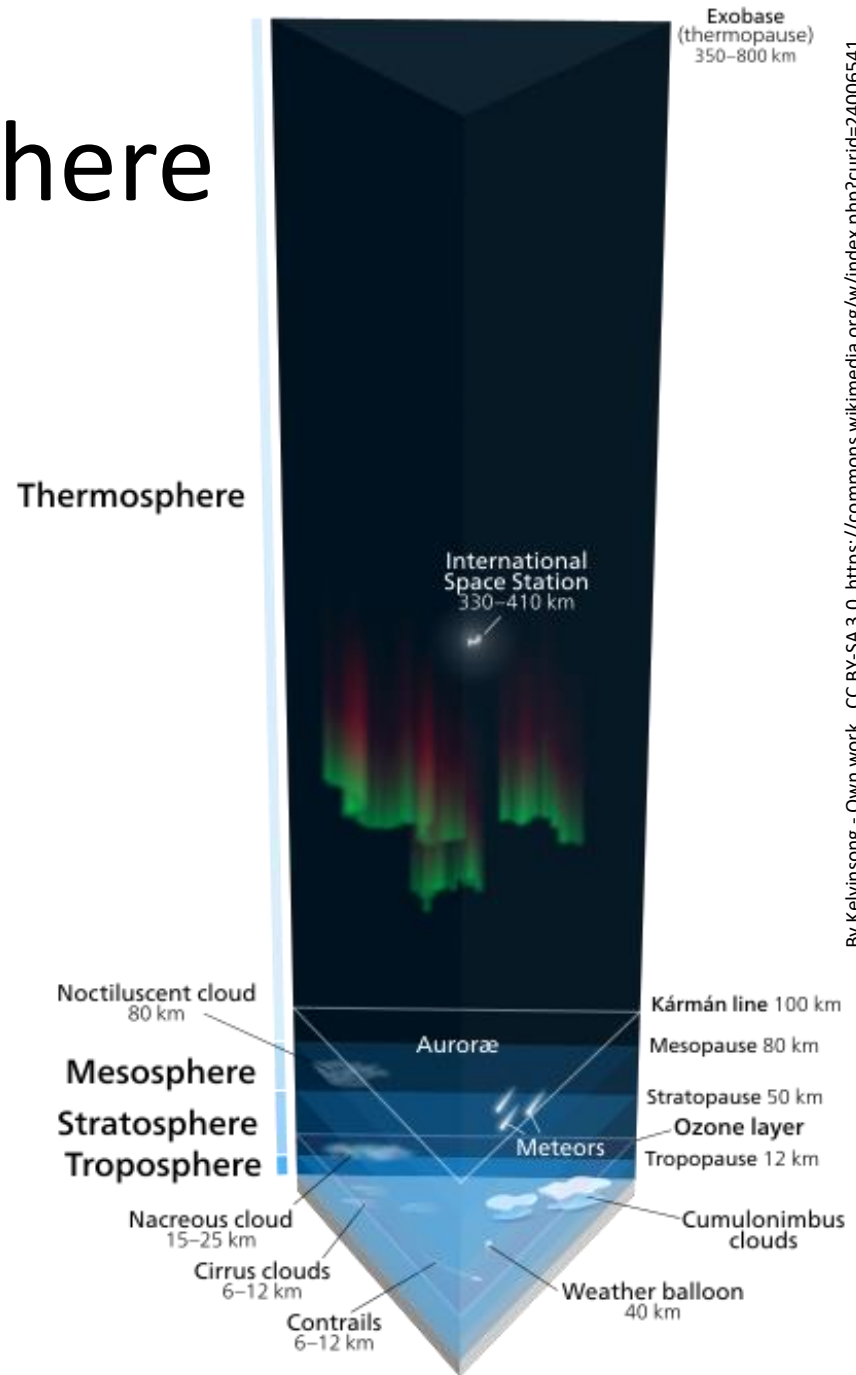 here
Exobase
(thermopause)
350–800 km
Thermosphere
International
Space Station
330–410 km
Noctiluscent cloud
80 km
Kármán line 100 km
Auroræ
Mesopause 80 km
Mesosphere
Stratopause 50 km
Stratosphere
Ozone layer
Meteors
Troposphere
Tropopause 12 km
Nacreous cloud
15–25 km
Cumulonimbus
clouds
Cirrus clouds
6–12 km
Weather balloon
40 km
Contrails
6–12 km
By Kelvinsong - Own work, CC BY-SA 3.0, https://commons.wikimedia.org/w/index.php?curid=24006541